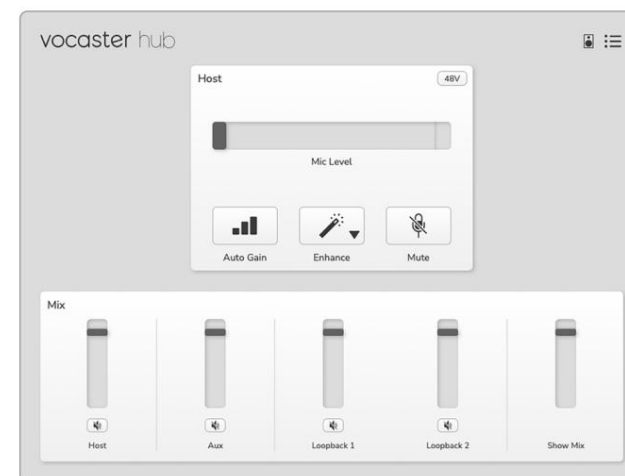 vocaster hub
Host 48V
Mic Level
Auto Gain Enhance Mute
Mix
Host Aux Loopback 1 Loopback 2 Show Mix